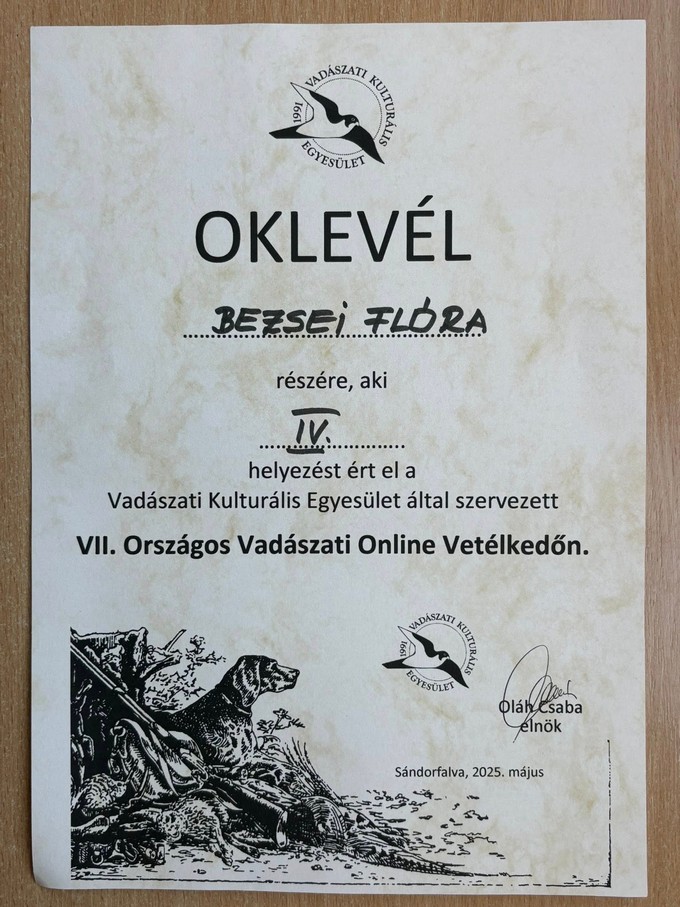 1991 VADÁSZATI KULTURÁLIS EGYESÜLET
OKLEVÉL
BEZSEI FLÓRA
részére, aki
IV.
helyezést ért el a
Vadászati Kulturális Egyesület által szervezett
VII. Országos Vadászati Online Vetélkedőn.
1991 VADÁSZATI KULTURÁLIS EGYESÜLET
Oláh Csaba
elnök
Sándorfalva, 2025. május